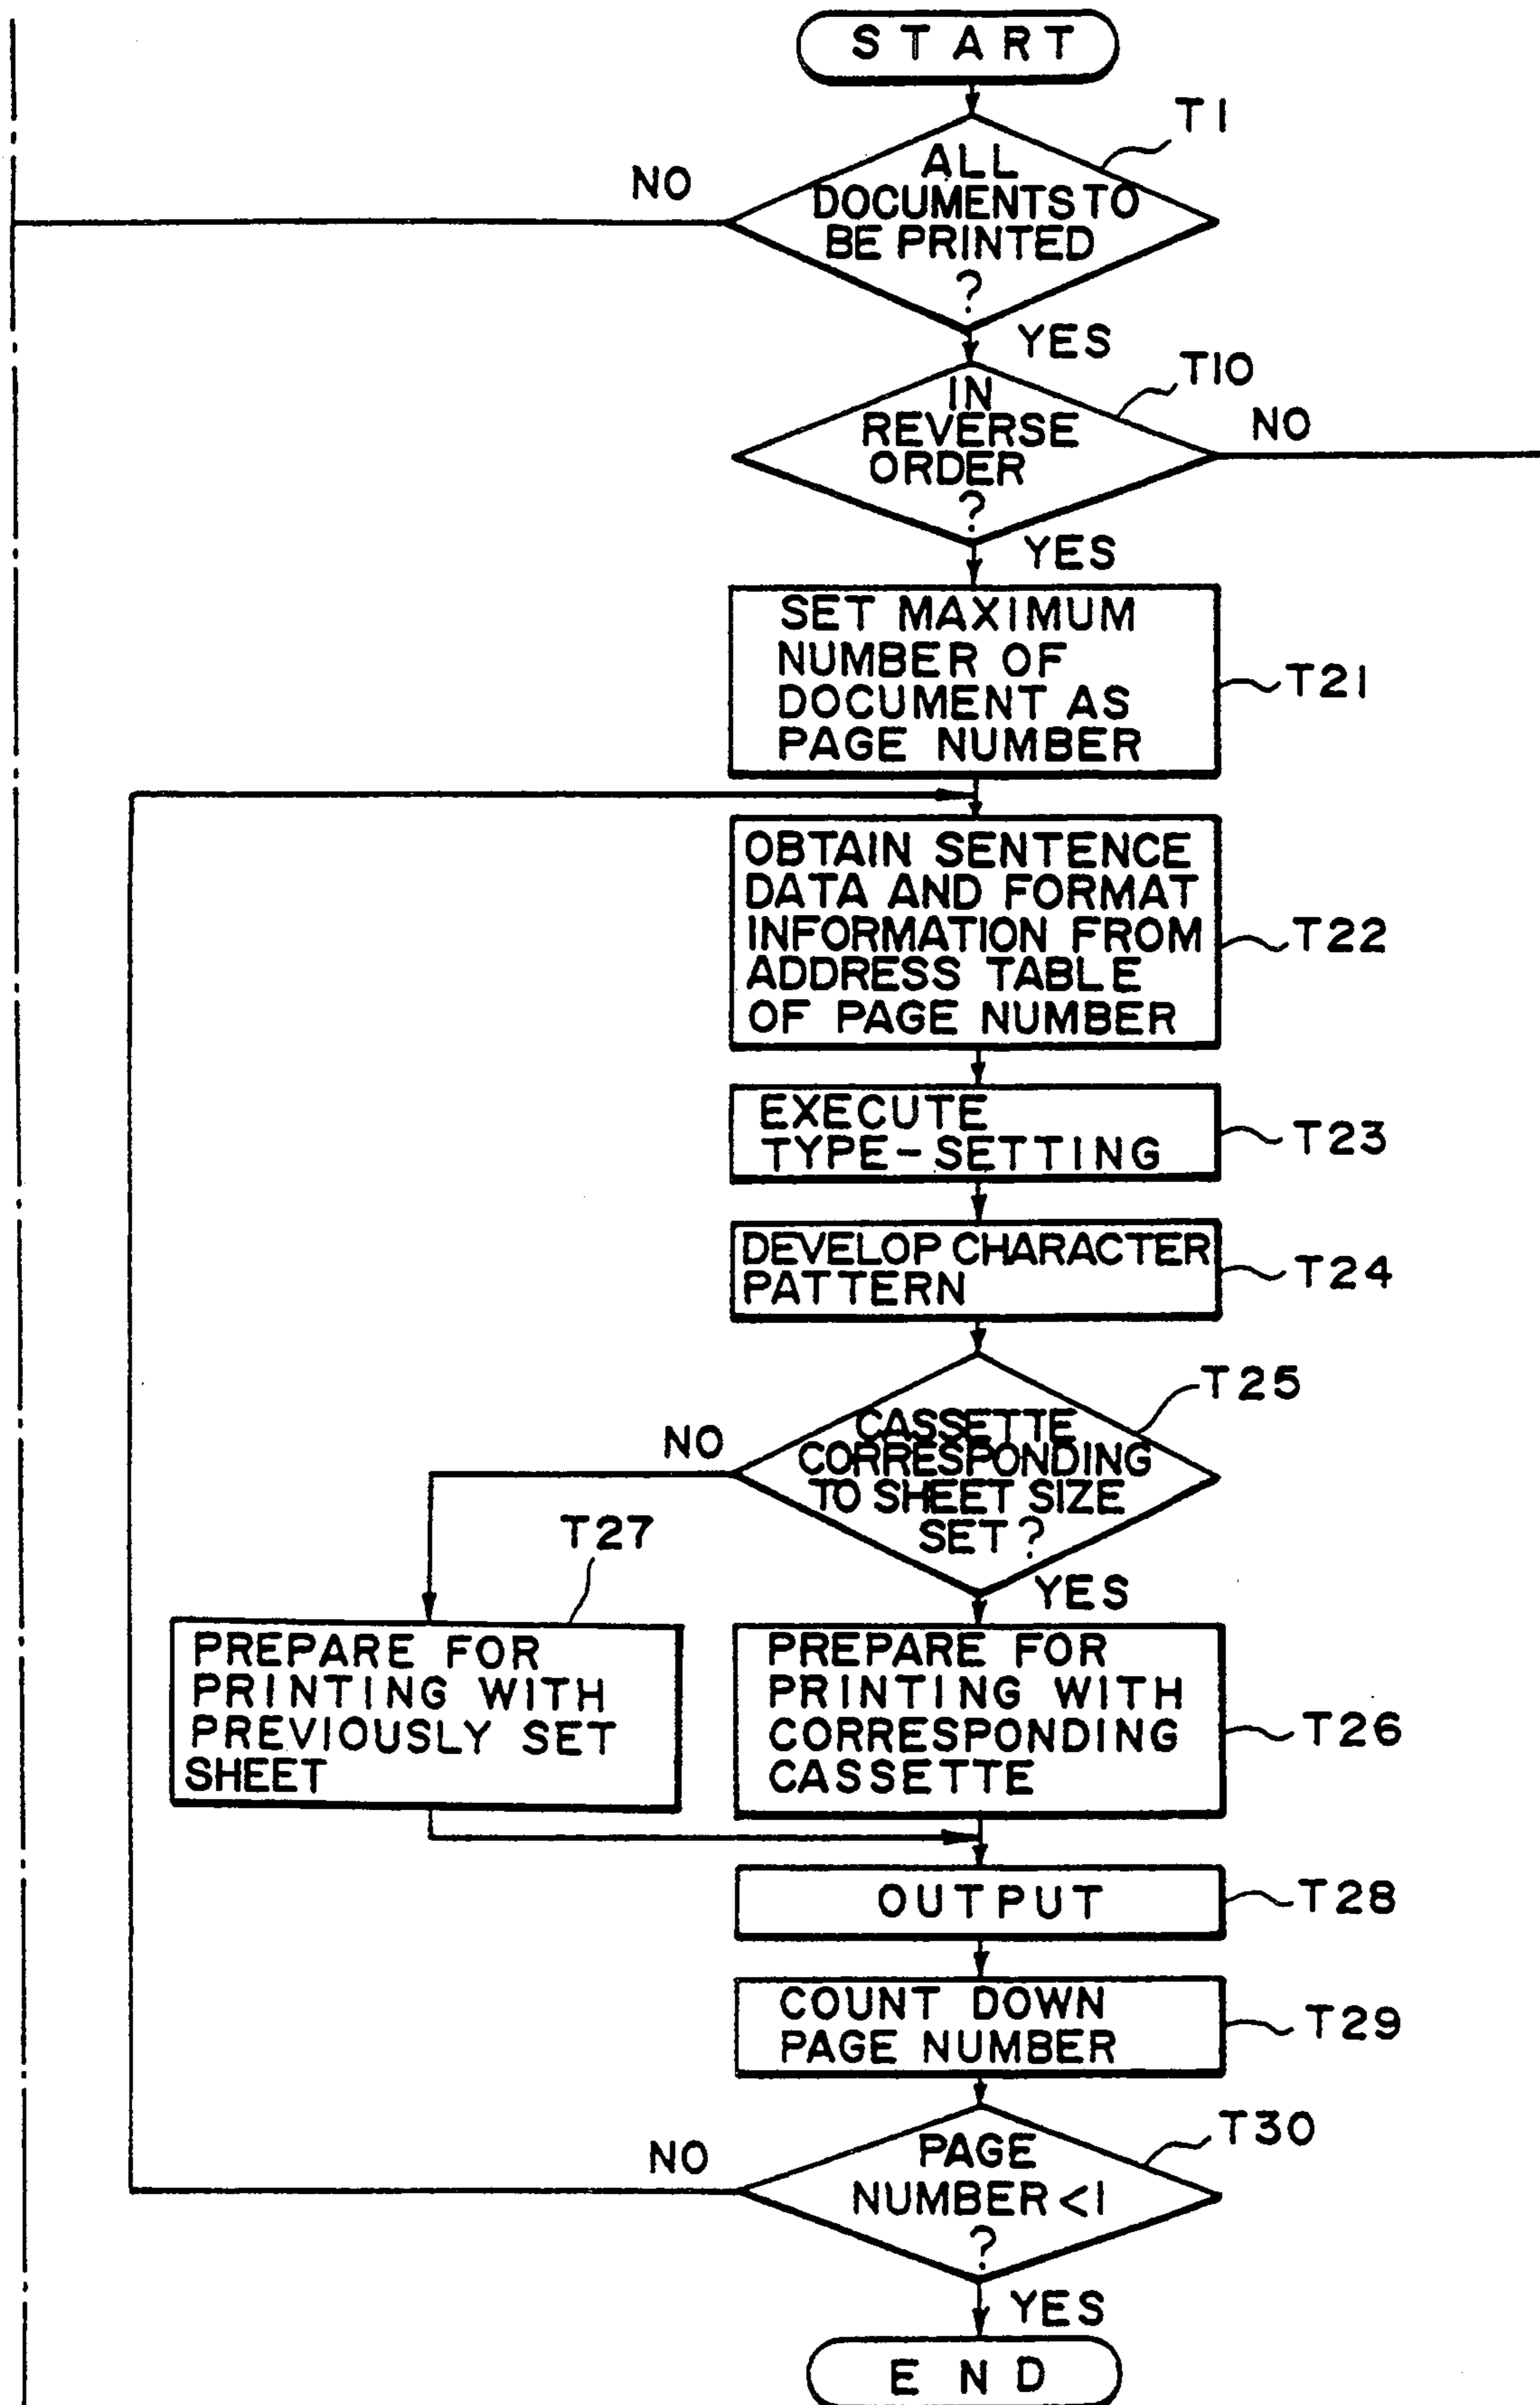 START
T1
NO
ALL
DOCUMENTS TO
BE PRINTED
?
YES
T10
IN
REVERSE
ORDER
?
NO
YES
SET MAXIMUM
NUMBER OF
DOCUMENT AS
PAGE NUMBER
T21
OBTAIN SENTENCE
DATA AND FORMAT
INFORMATION FROM
ADDRESS TABLE
OF PAGE NUMBER
T22
EXECUTE
TYPE-SETTING
T23
DEVELOP CHARACTER
PATTERN
T24
T25
NO
CASSETTE
CORRESPONDING
TO SHEET SIZE
SET ?
YES
T27
PREPARE FOR
PRINTING WITH
PREVIOUSLY SET
SHEET
PREPARE FOR
PRINTING WITH
CORRESPONDING
CASSETTE
T26
OUTPUT
T28
COUNT DOWN
PAGE NUMBER
T29
T30
NO
PAGE
NUMBER <1
?
YES
END